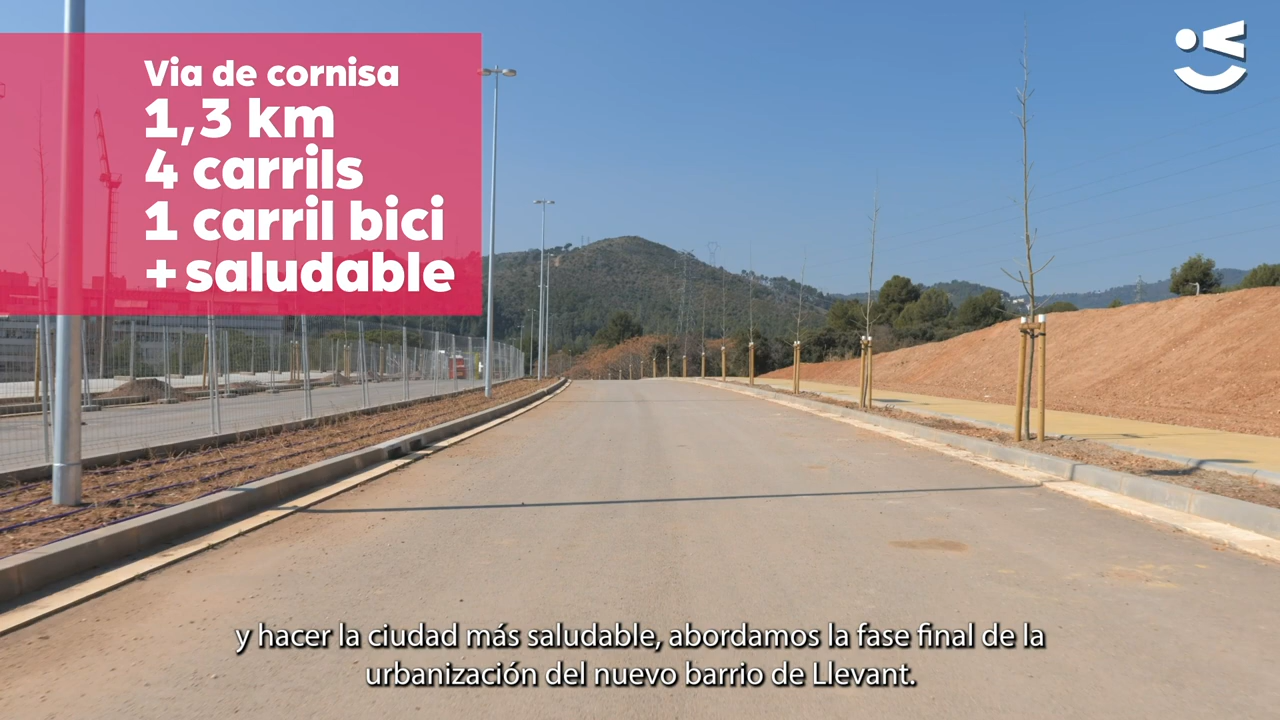 Via de cornisa
1,3 km
4 carrils
1 carril bici
+ saludable
y hacer la ciudad más saludable, abordamos la fase final de la
urbanización del nuevo barrio de Llevant.